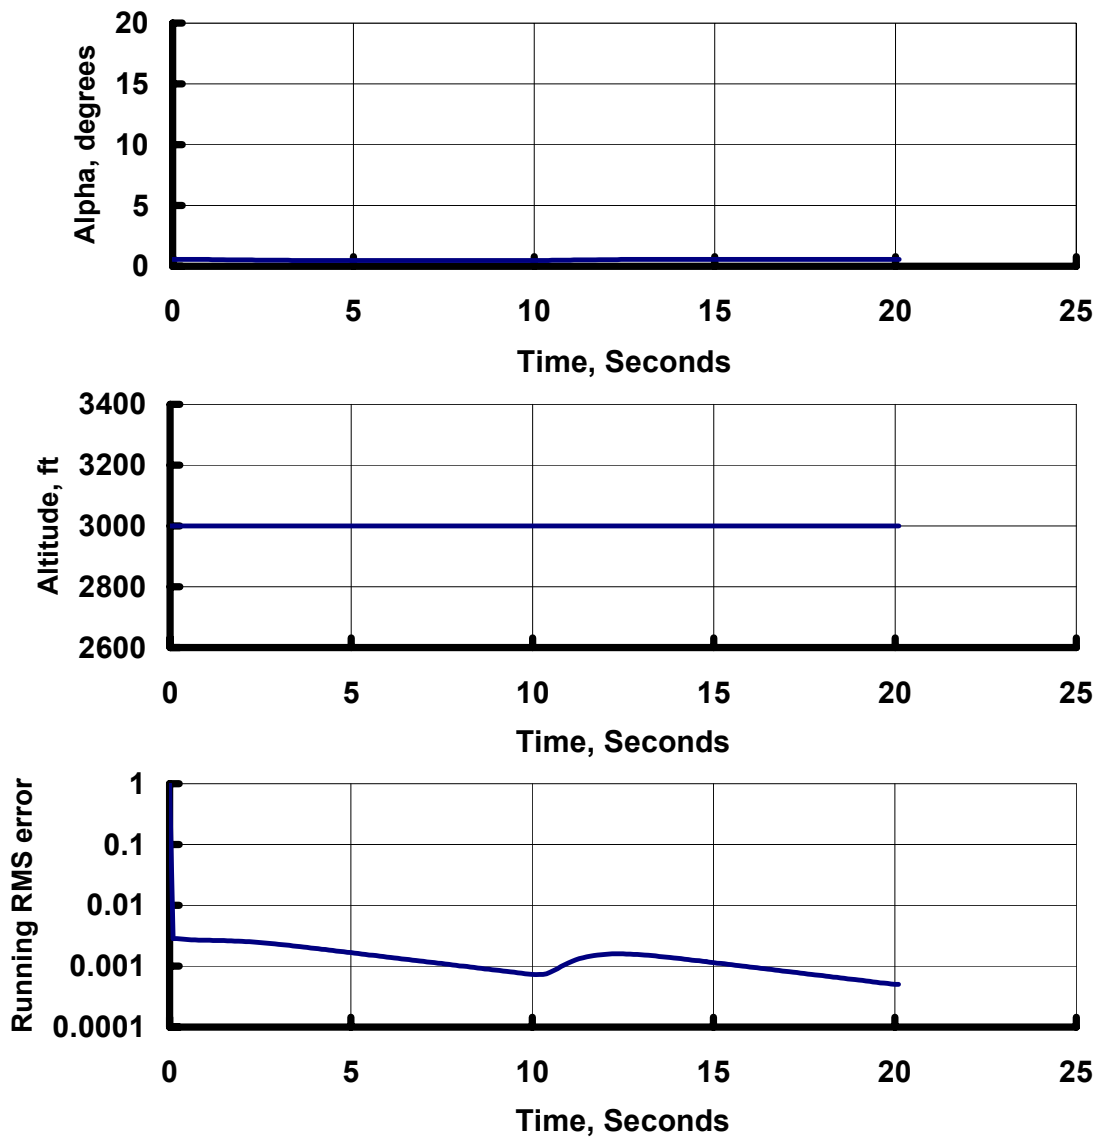 Alpha, degrees
20
15
10
5
0
0 5 10 15 20 25
Time, Seconds
Altitude, ft
3400
3200
3000
2800
2600
0 5 10 15 20 25
Time, Seconds
Running RMS error
1
0.1
0.01
0.001
0.0001
0 5 10 15 20 25
Time, Seconds